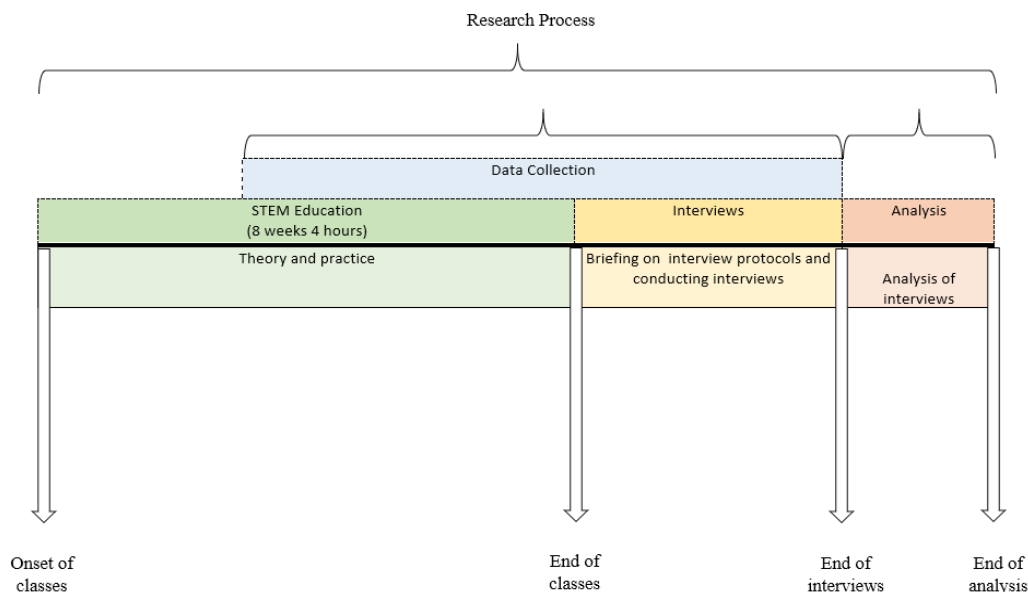 Research Process
Data Collection
STEM Education
(8 weeks 4 hours)
Interviews
Analysis
Theory and practice
Briefing on interview protocols and
conducting interviews
Analysis of
interviews
Onset of
classes
End of
classes
End of
interviews
End of
analysis